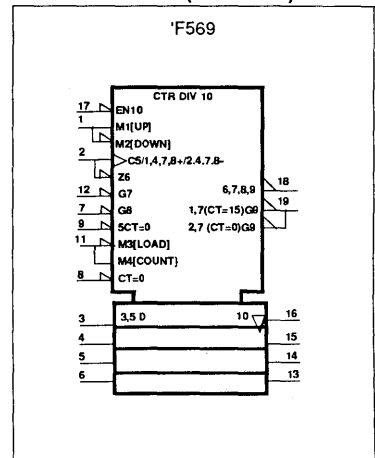 'F569
CTR DIV 10
17 EN10
1 M1[UP]
M2[DOWN]
2 C5/1,4,7,8+/2.4.7.8-
Z6
6,7,8,9 18
12 G7
1,7(CT=15)G9 19
7 G8
9 5CT=0
2,7 (CT=0)G9
11 M3[LOAD]
M4[COUNT}
8 CT=0
3 3,5 D 10 16
4 15
5 14
6 13